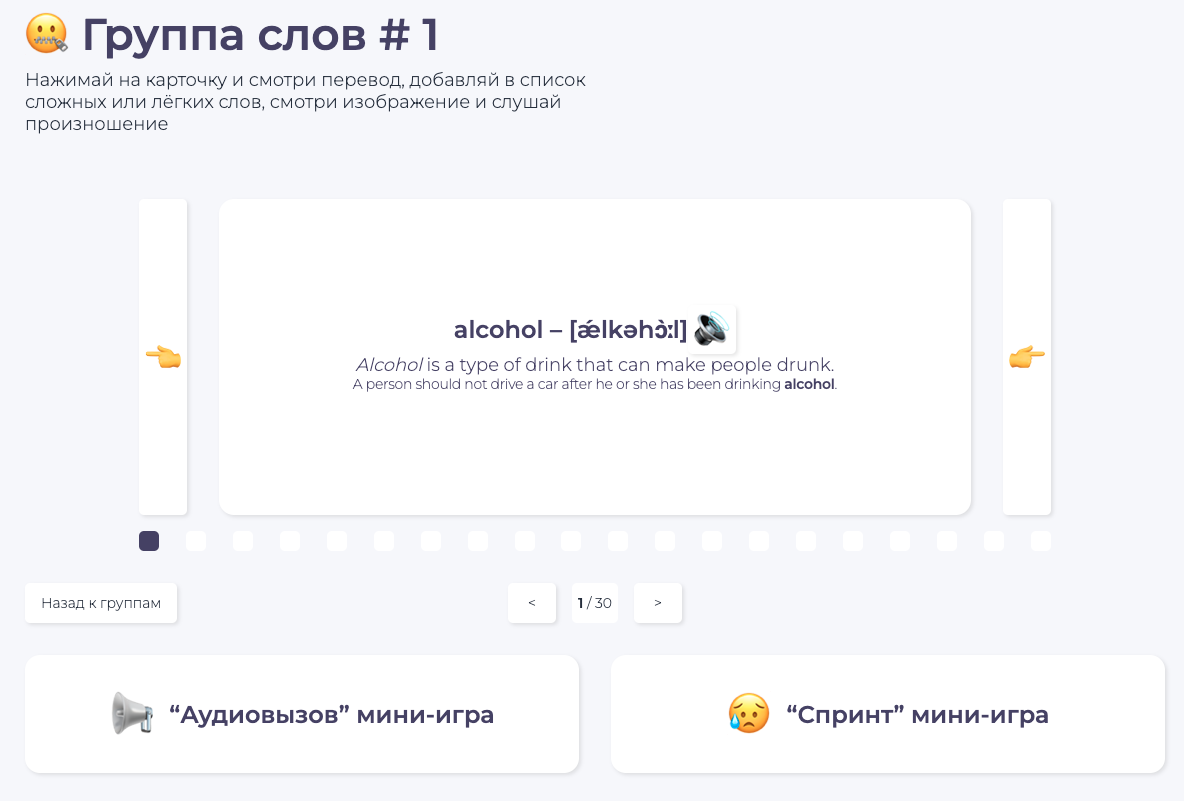 Группа слов # 1
Нажимай на карточку и смотри перевод, добавляй в список
сложных или лёгких слов, смотри изображение и слушай
произношение
alcohol – [ǽlkəhɔ̀ːl]
Alcohol is a type of drink that can make people drunk.
A person should not drive a car after he or she has been drinking alcohol.
Назад к группам
<
1 / 30
>
“Аудиовызов” мини-игра
“Спринт” мини-игра